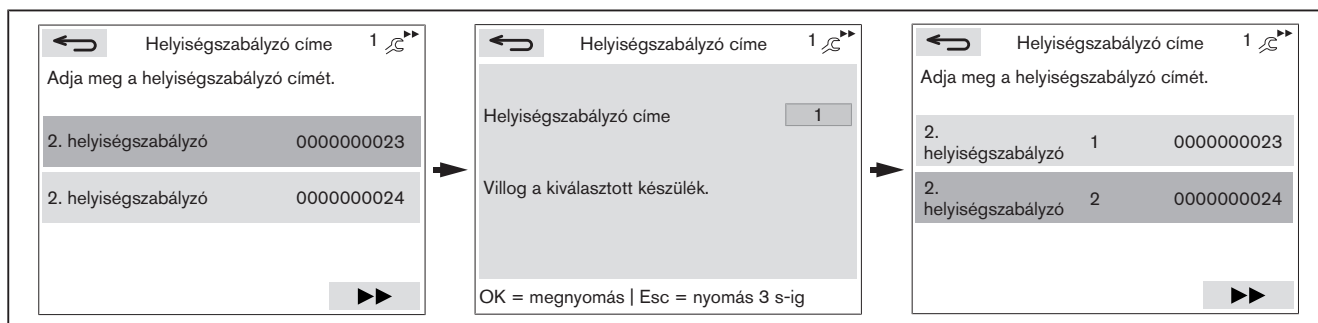 Helyiségszabályzó címe 1
Adja meg a helyiségszabályzó címét.
2. helyiségszabályzó 0000000023
2. helyiségszabályzó 0000000024
Helyiségszabályzó címe 1
Helyiségszabályzó címe 1
Villog a kiválasztott készülék.
OK = megnyomás | Esc = nyomás 3 s-ig
Helyiségszabályzó címe 1
Adja meg a helyiségszabályzó címét.
2.
helyiségszabályzó 1 0000000023
2.
helyiségszabályzó 2 0000000024